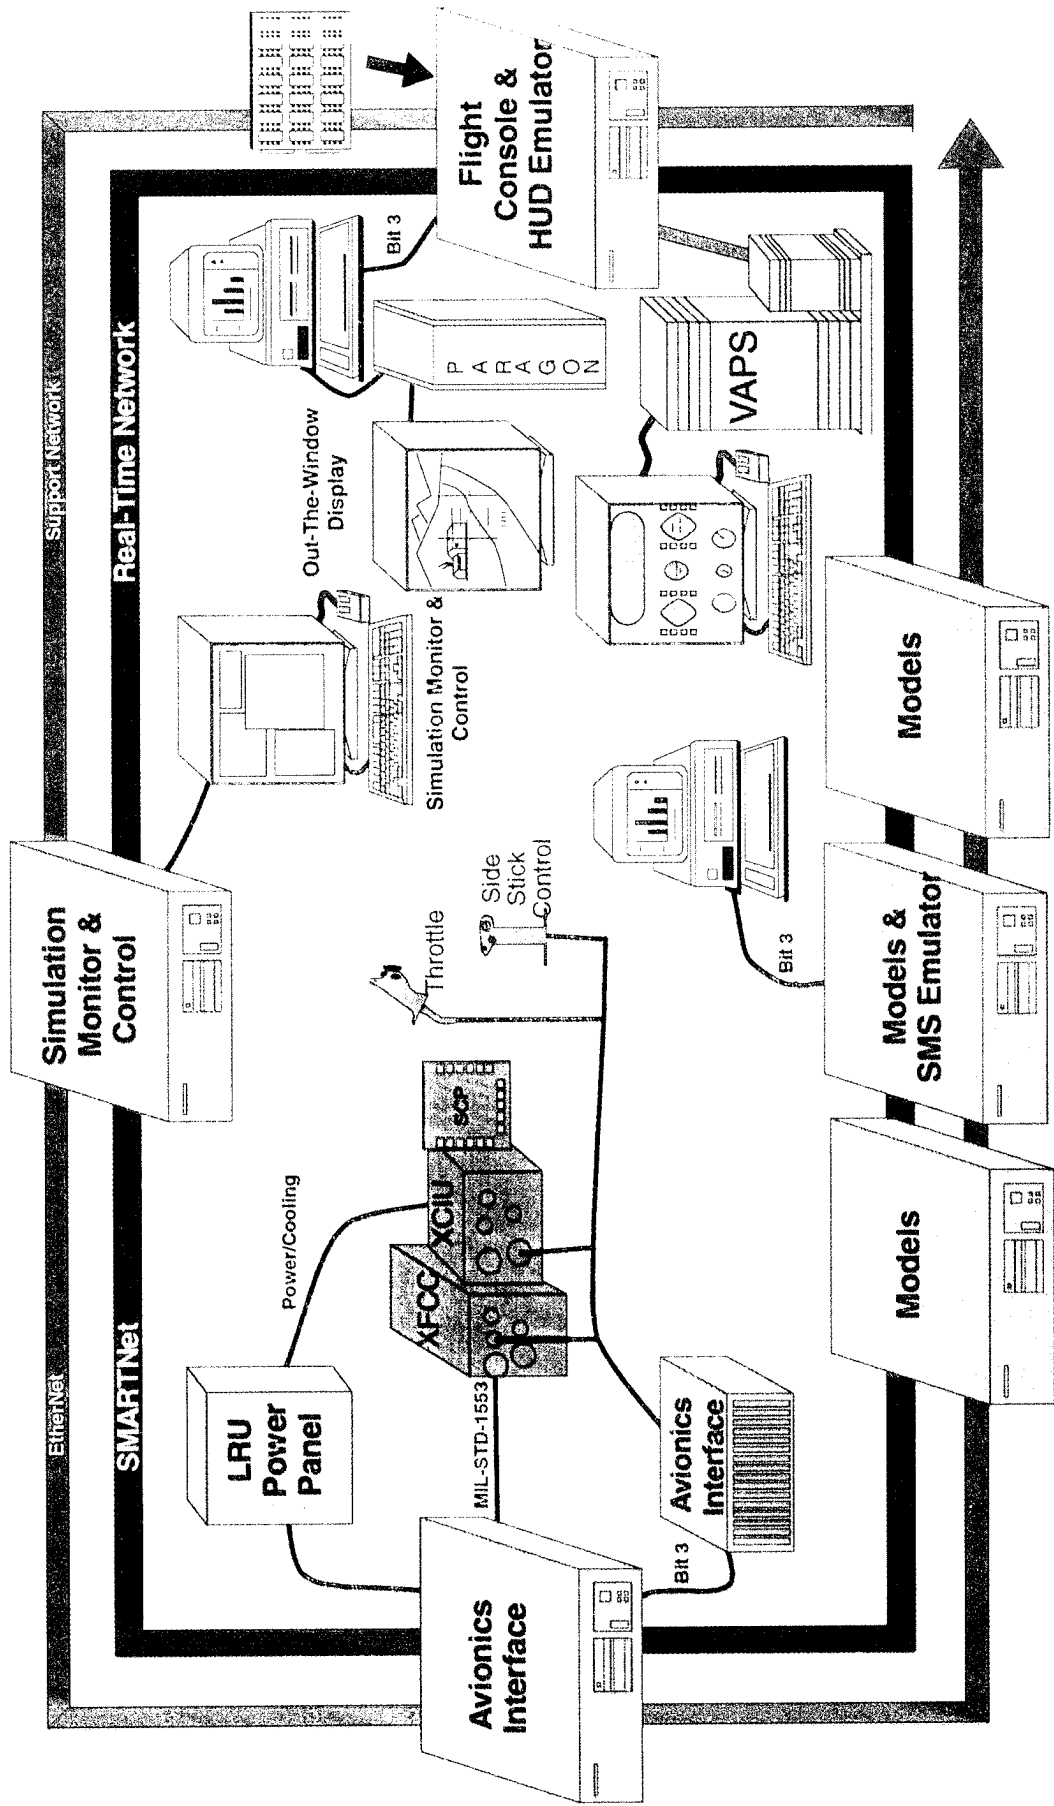 EtherNet
Support Network
SMARTNet
Real-Time Network
Simulation
Monitor &
Control
LRU
Power
Panel
Power/Cooling
Simulation Monitor &
Control
Out-The-Window
Display
Bit 3
PARAGON
Flight
Console &
HUD Emulator
Avionics
Interface
MIL-STD-1553
XFCC
XCIU
SCP
Throttle
Side
Stick
Control
VAPS
Bit 3
Avionics
Interface
Bit 3
Models
Models &
SMS Emulator
Models